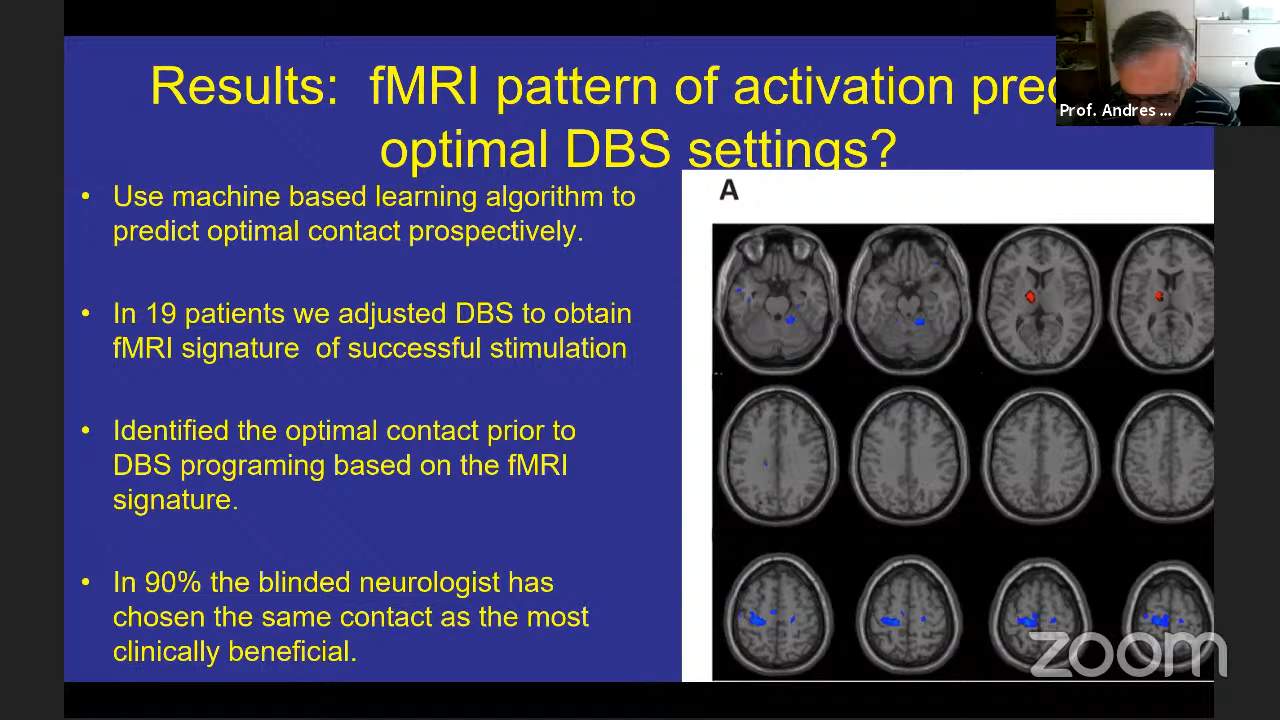 Results: fMRI pattern of activation
optimal DBS settings?
• Use machine based learning algorithm to
predict optimal contact prospectively.
• In 19 patients we adjusted DBS to obtain
fMRI signature of successful stimulation
• Identified the optimal contact prior to
DBS programing based on the fMRI
signature.
• In 90% the blinded neurologist has
chosen the same contact as the most
clinically beneficial.
A
Prof. Andres ...
zoom